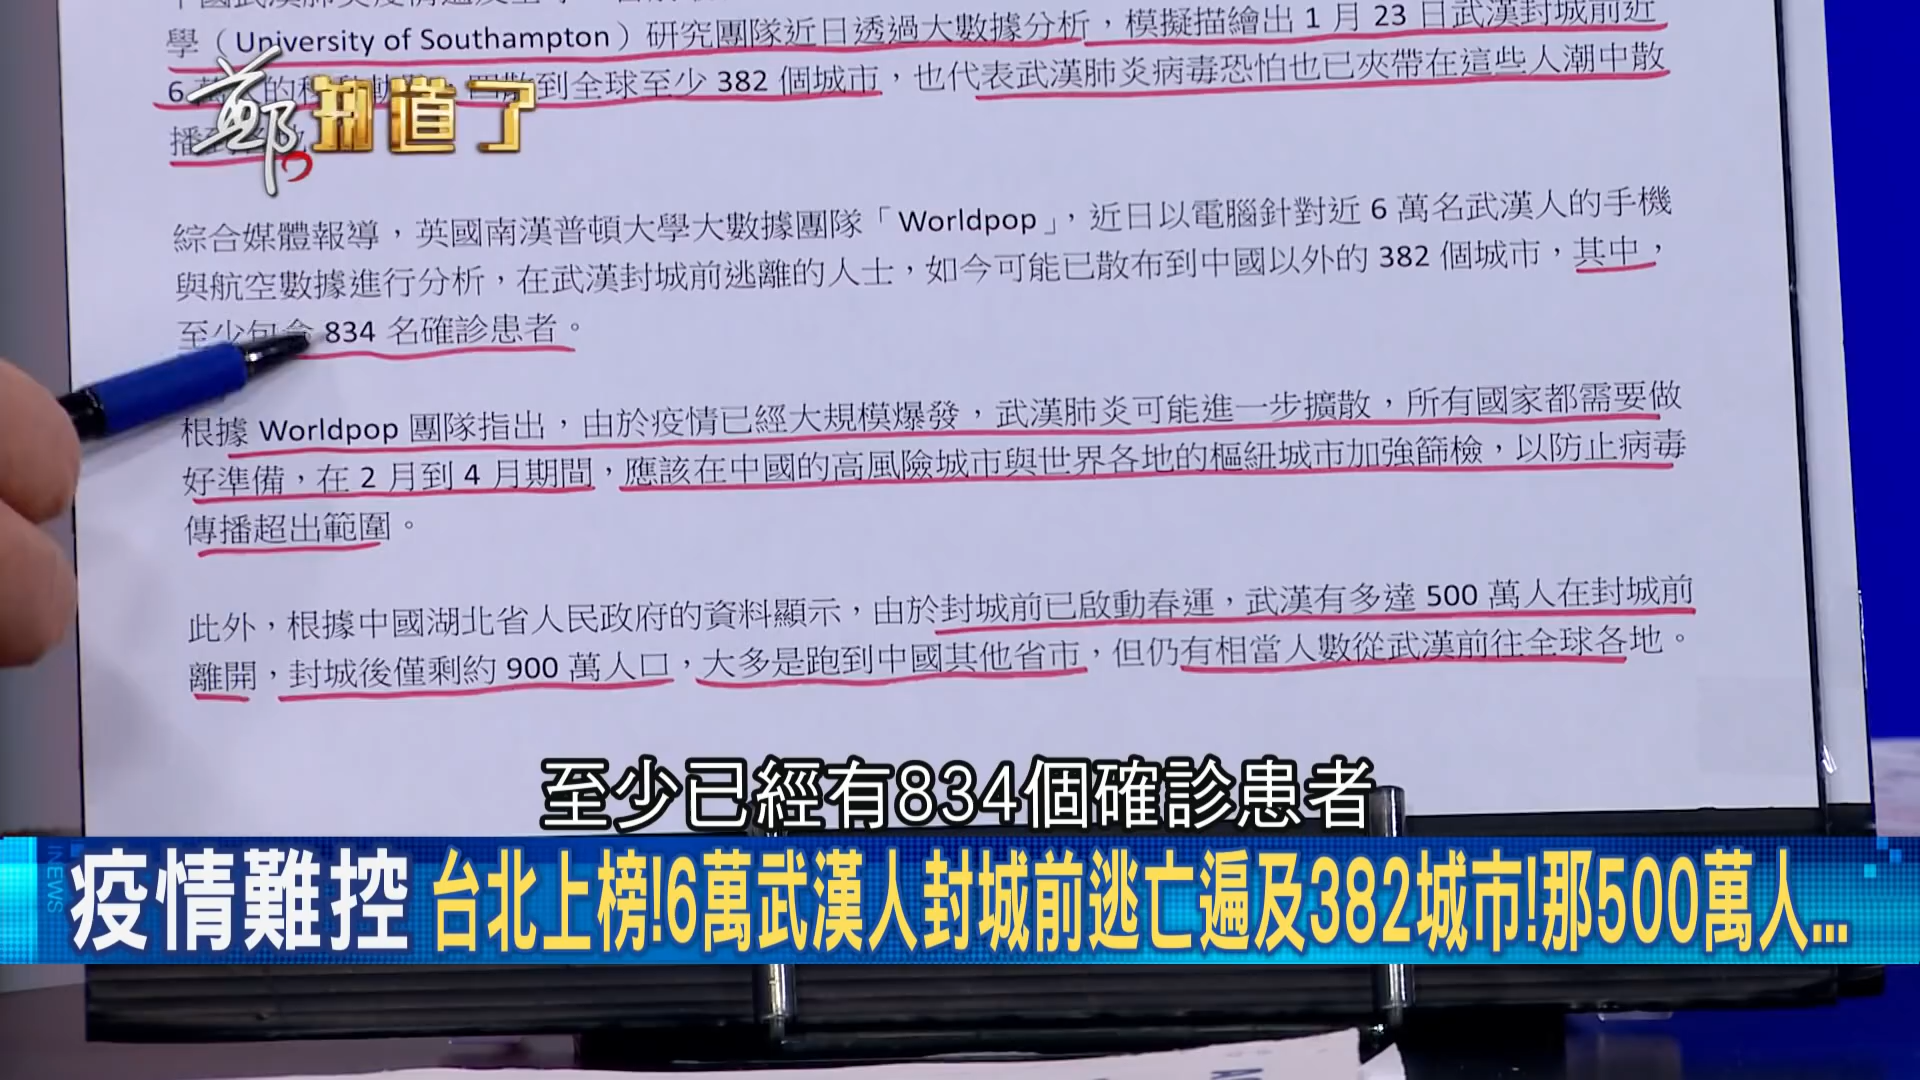 學（University of Southampton）研究團隊近日透過大數據分析，模擬描繪出 1 月 23 日武漢封城前近
6 四散到全球至少 382 個城市，也代表武漢肺炎病毒恐怕也已夾帶在這些人潮中散
播到各地
鄭知道了
綜合媒體報導，英國南漢普頓大學大數據團隊「Worldpop」，近日以電腦針對近 6 萬名武漢人的手機
與航空數據進行分析，在武漢封城前逃離的人士，如今可能已散布到中國以外的 382 個城市，其中，
至少包含 834 名確診患者。
根據 Worldpop 團隊指出，由於疫情已經大規模爆發，武漢肺炎可能進一步擴散，所有國家都需要做
好準備，在 2 月到 4 月期間，應該在中國的高風險城市與世界各地的樞紐城市加強篩檢，以防止病毒
傳播超出範圍。
此外，根據中國湖北省人民政府的資料顯示，由於封城前已啟動春運，武漢有多達 500 萬人在封城前
離開，封城後僅剩約 900 萬人口，大多是跑到中國其他省市，但仍有相當人數從武漢前往全球各地。
至少已經有834個確診患者
iNEWS
疫情難控 台北上榜!6萬武漢人封城前逃亡遍及382城市!那500萬人...